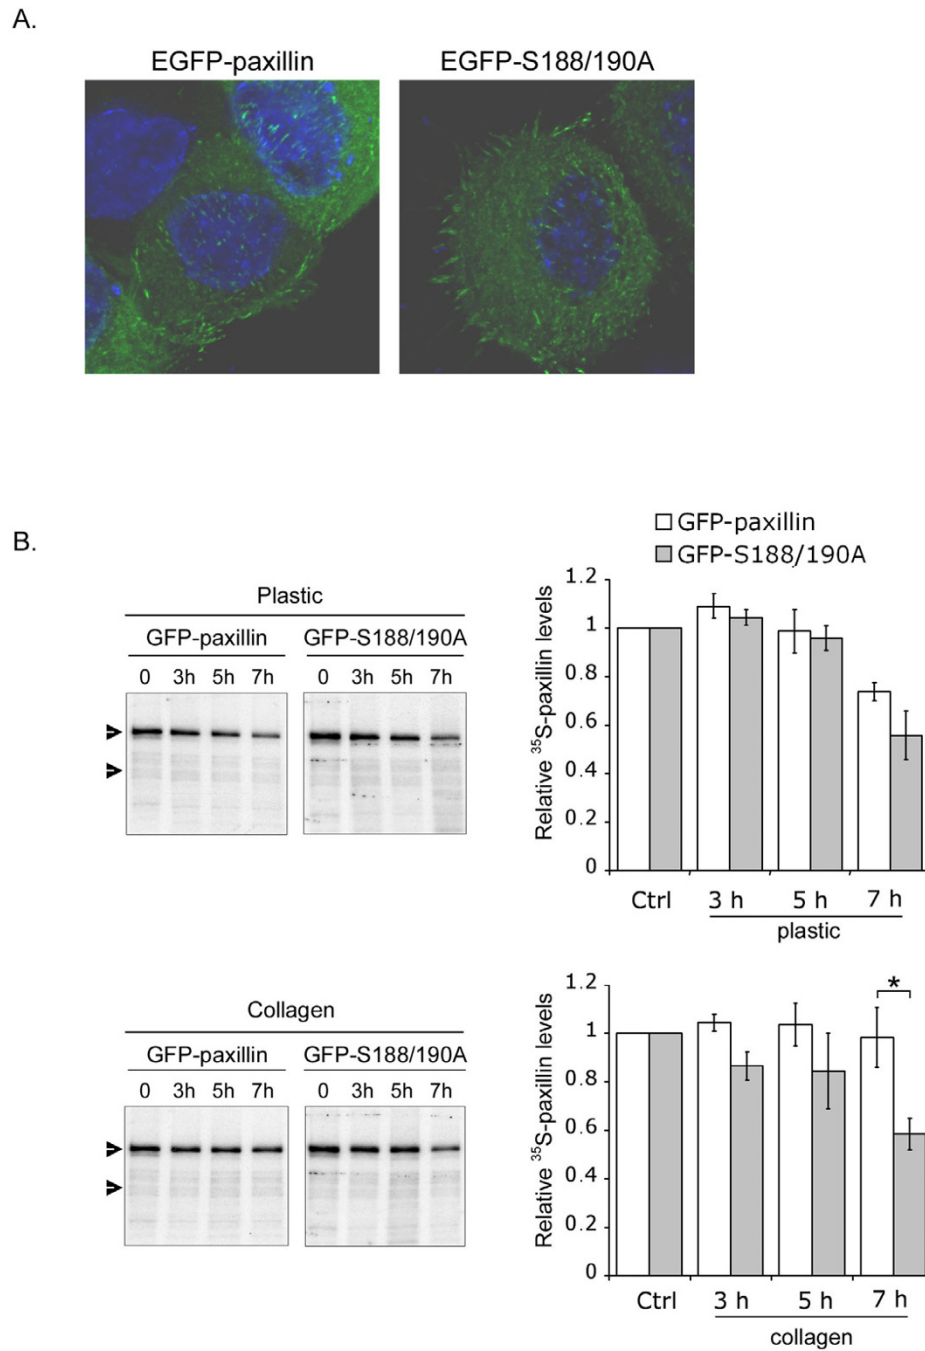 A.
EGFP-paxillin EGFP-S188/190A
B.
Plastic
GFP-paxillin GFP-S188/190A
0 3h 5h 7h 0 3h 5h 7h
GFP-paxillin
GFP-S188/190A
Relative ³⁵S-paxillin levels
1.2
1
0.8
0.6
0.4
0.2
0
Ctrl 3 h 5 h 7 h
plastic
Collagen
GFP-paxillin GFP-S188/190A
0 3h 5h 7h 0 3h 5h 7h
Relative ³⁵S-paxillin levels
1.2
1
0.8
0.6
0.4
0.2
0
*
Ctrl 3 h 5 h 7 h
collagen